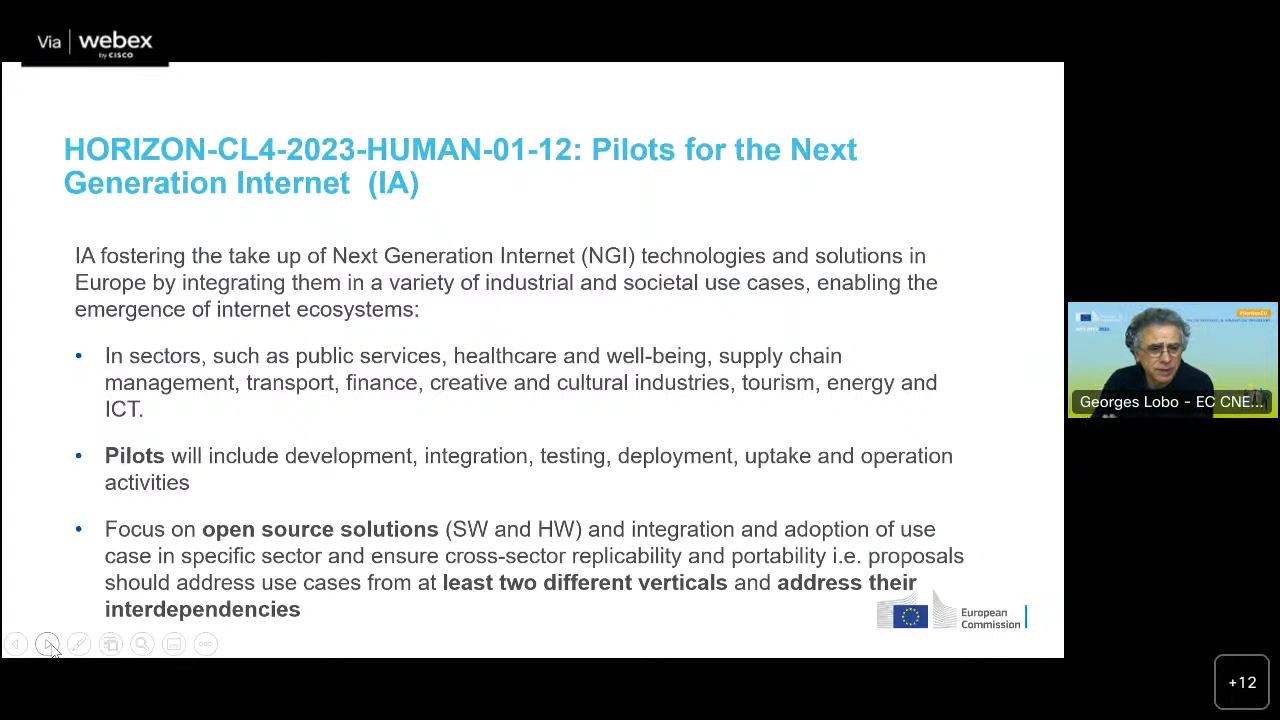 Via webex
by CISCO
HORIZON-CL4-2023-HUMAN-01-12: Pilots for the Next
Generation Internet (IA)
IA fostering the take up of Next Generation Internet (NGI) technologies and solutions in
Europe by integrating them in a variety of industrial and societal use cases, enabling the
emergence of internet ecosystems:
• In sectors, such as public services, healthcare and well-being, supply chain
management, transport, finance, creative and cultural industries, tourism, energy and
ICT.
• Pilots will include development, integration, testing, deployment, uptake and operation
activities
• Focus on open source solutions (SW and HW) and integration and adoption of use
case in specific sector and ensure cross-sector replicability and portability i.e. proposals
should address use cases from at least two different verticals and address their
interdependencies
European
Commission
#HorizonEU
Georges Lobo - EC CNE...
+12